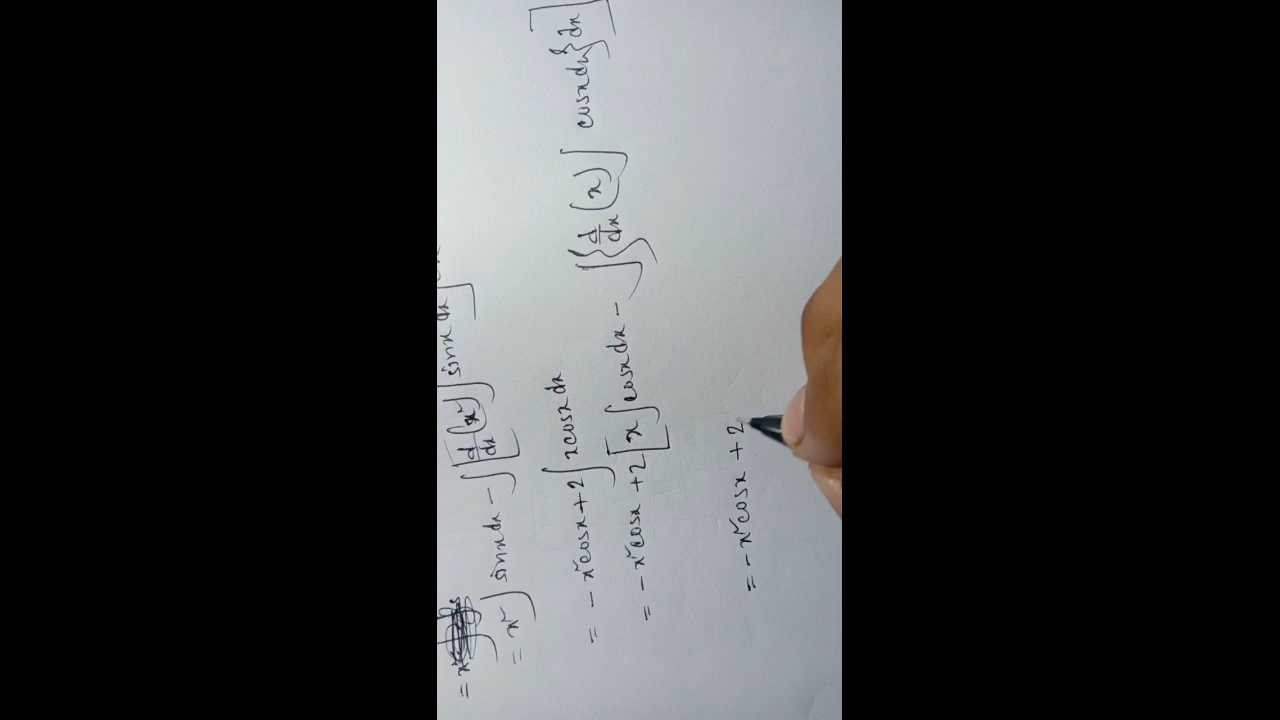 = x²
= x² ∫ sinx dx − ∫ [ d/dx (x²) ∫ sinx dx ] dx
= − x² cosx + 2 ∫ x cosx dx
= − x² cosx + 2 [ x ∫ cosx dx − ∫ { d/dx (x) ∫ cosx dx } dx ]
= − x² cosx + 2